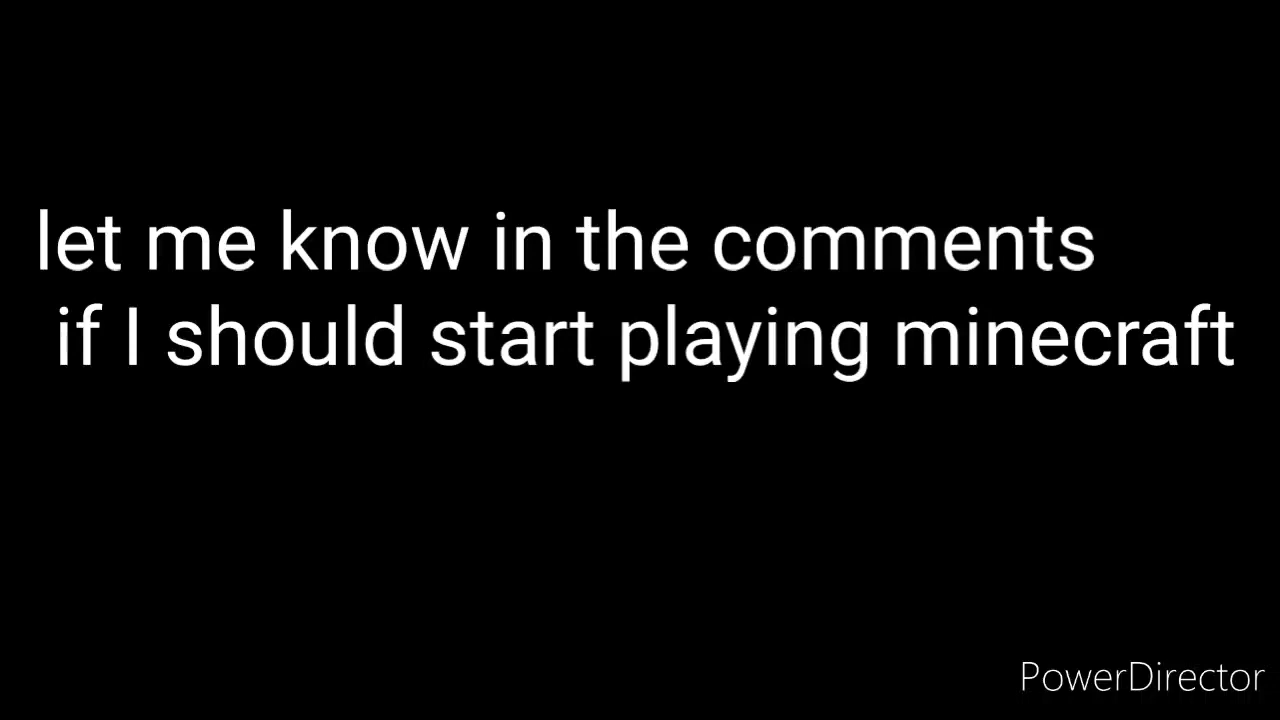 let me know in the comments
if I should start playing minecraft
PowerDirector